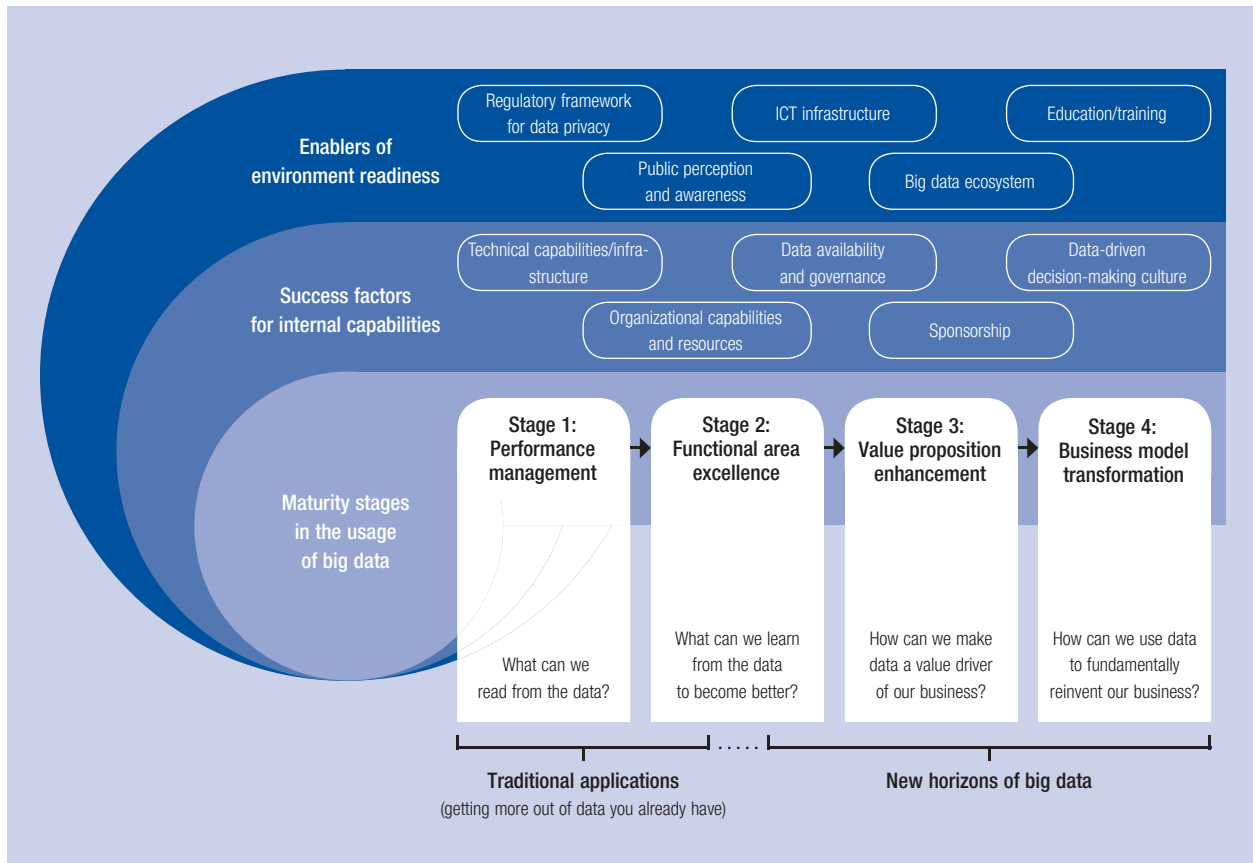 Enablers of
environment readiness
Regulatory framework
for data privacy
ICT infrastructure
Education/training
Public perception
and awareness
Big data ecosystem
Success factors
for internal capabilities
Technical capabilities/infra-
structure
Data availability
and governance
Data-driven
decision-making culture
Organizational capabilities
and resources
Sponsorship
Maturity stages
in the usage
of big data
Stage 1:
Performance
management
What can we
read from the data?
Stage 2:
Functional area
excellence
What can we learn
from the data
to become better?
Stage 3:
Value proposition
enhancement
How can we make
data a value driver
of our business?
Stage 4:
Business model
transformation
How can we use data
to fundamentally
reinvent our business?
Traditional applications
(getting more out of data you already have)
New horizons of big data